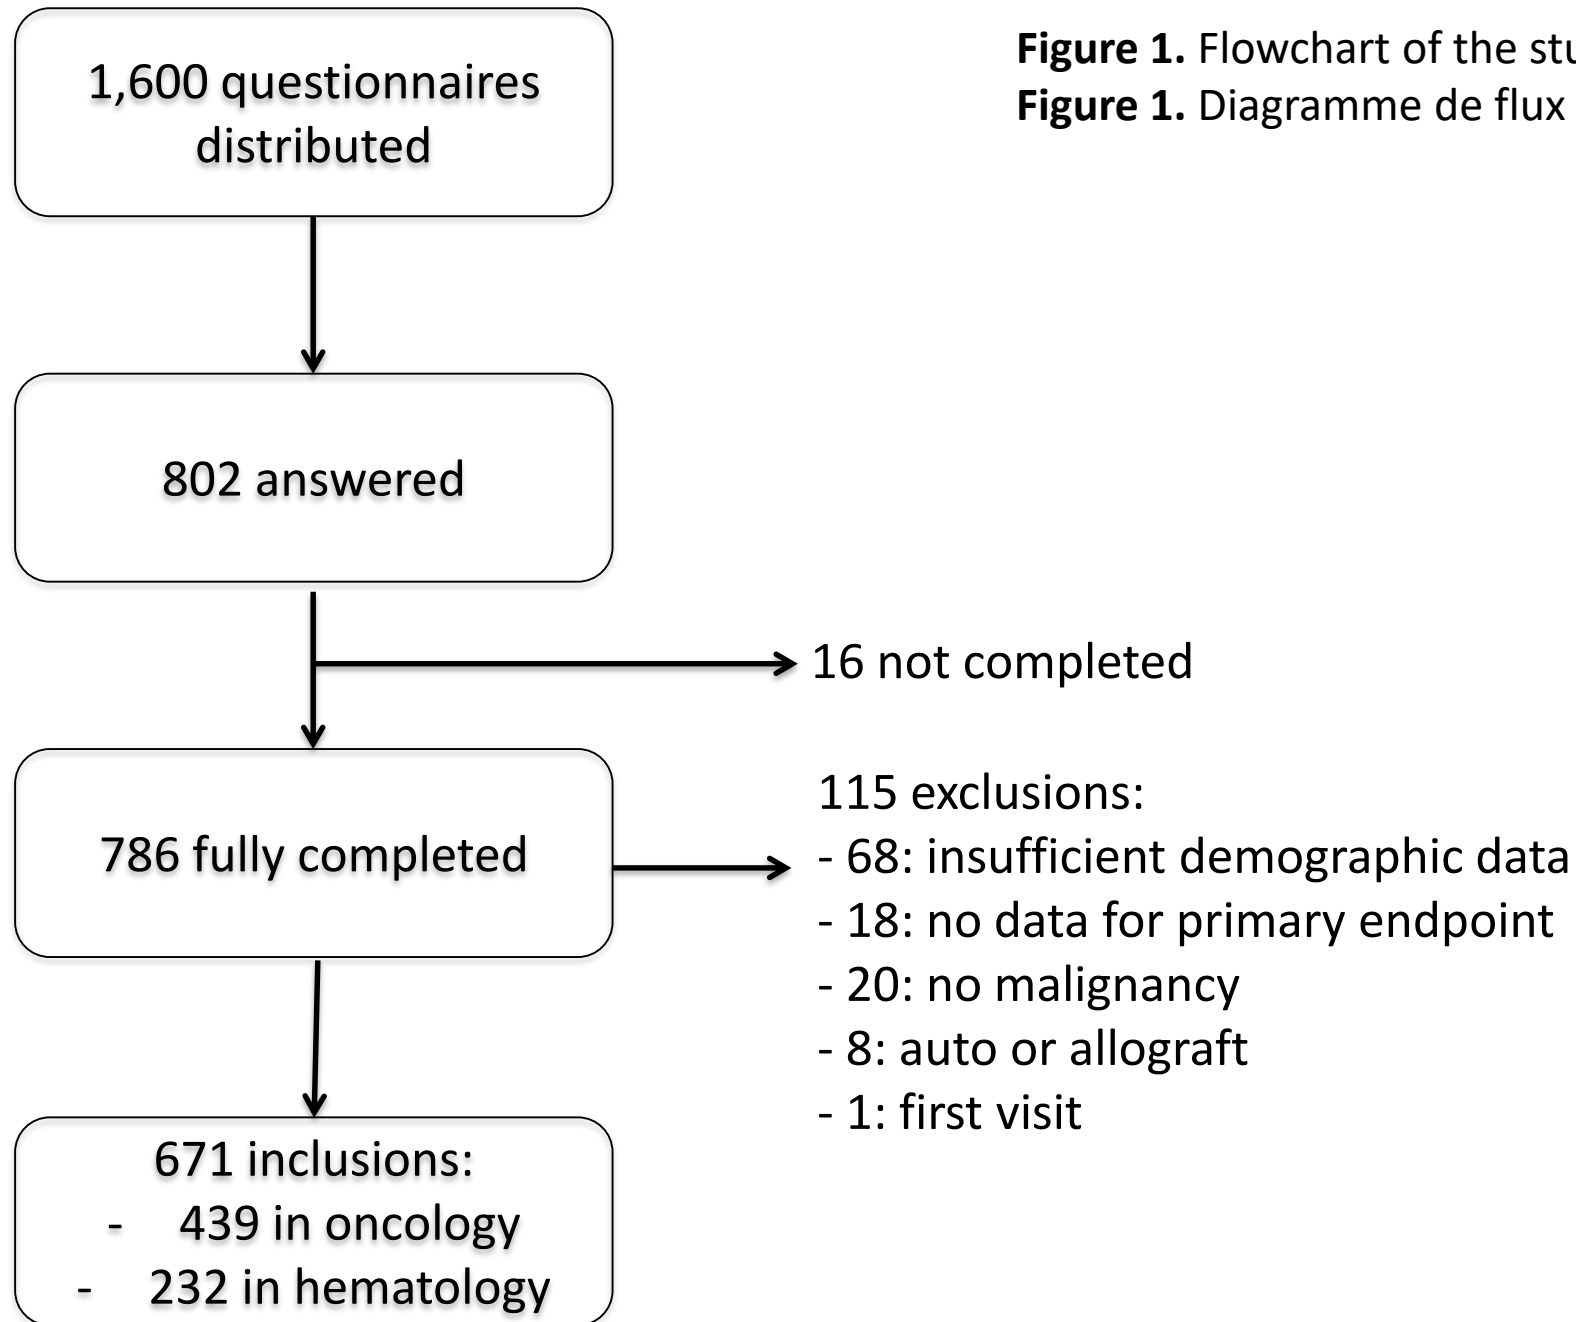 Figure 1. Flowchart of the
Figure 1. Diagramme de flux
1,600 questionnaires
distributed
802 answered
16 not completed
786 fully completed
115 exclusions:
- 68: insufficient demographic data
- 18: no data for primary endpoint
- 20: no malignancy
- 8: auto or allograft
- 1: first visit
671 inclusions:
- 439 in oncology
- 232 in hematology